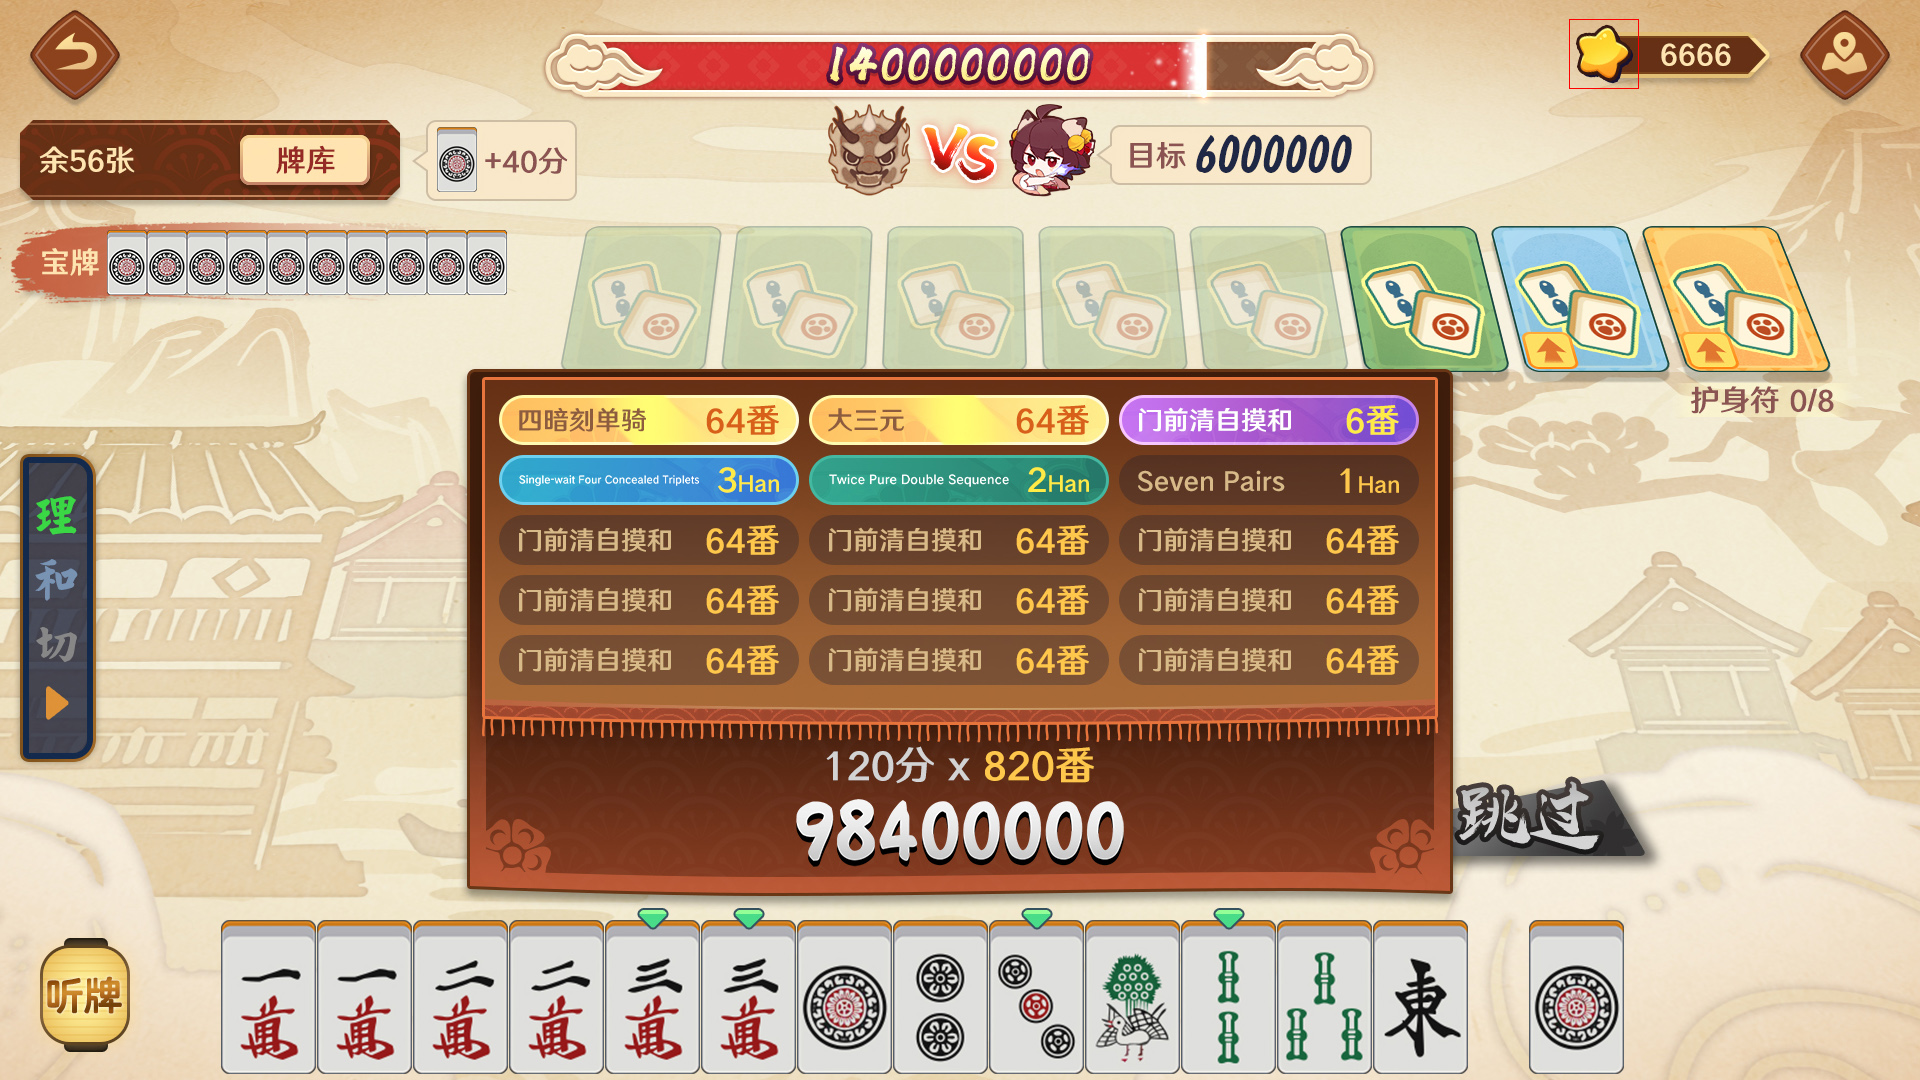 1400000000
6666
余56张
牌库
+40分
VS
目标 6000000
宝牌
护身符 0/8
四暗刻单骑 64番
大三元 64番
门前清自摸和 6番
Single-wait Four Concealed Triplets 3Han
Twice Pure Double Sequence 2Han
Seven Pairs 1Han
门前清自摸和 64番
门前清自摸和 64番
门前清自摸和 64番
门前清自摸和 64番
门前清自摸和 64番
门前清自摸和 64番
门前清自摸和 64番
门前清自摸和 64番
门前清自摸和 64番
理
和
切
120分 x 820番
98400000
跳过
听牌
一萬
一萬
二萬
二萬
三萬
三萬
東